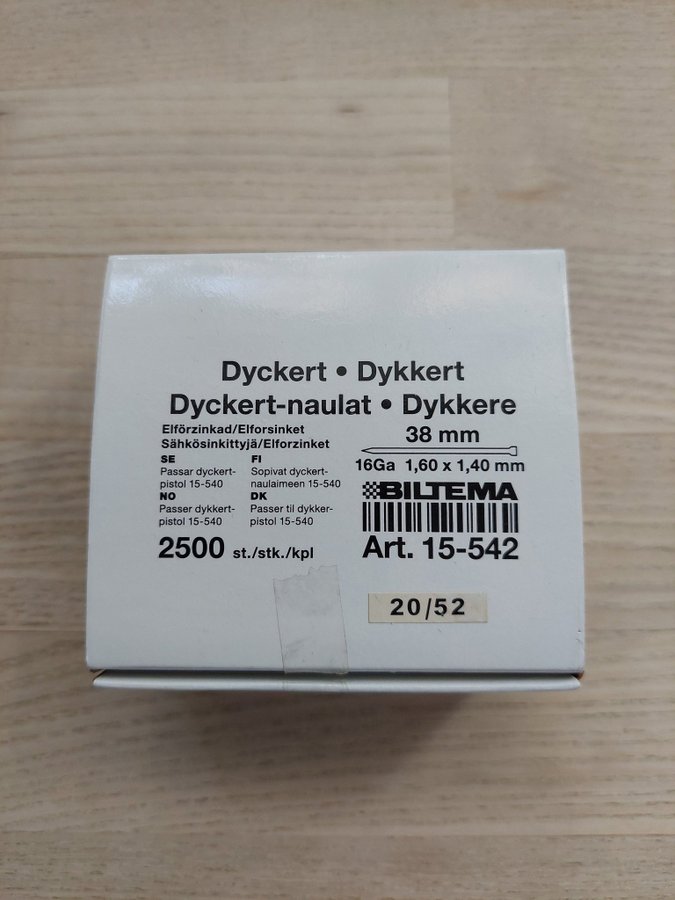 Dyckert • Dykkert
Dyckert-naulat • Dykkere
Elförzinkad/Elforsinket
Sähkösinkittyjä/Elforzinket
SE
Passar dyckert-
pistol 15-540
FI
Sopivat dyckert-
naulaimeen 15-540
NO
Passer dykkert-
pistol 15-540
DK
Passer til dykker-
pistol 15-540
2500 st./stk./kpl
38 mm
16Ga 1,60 x 1,40 mm
BILTEMA
Art. 15-542
20/52